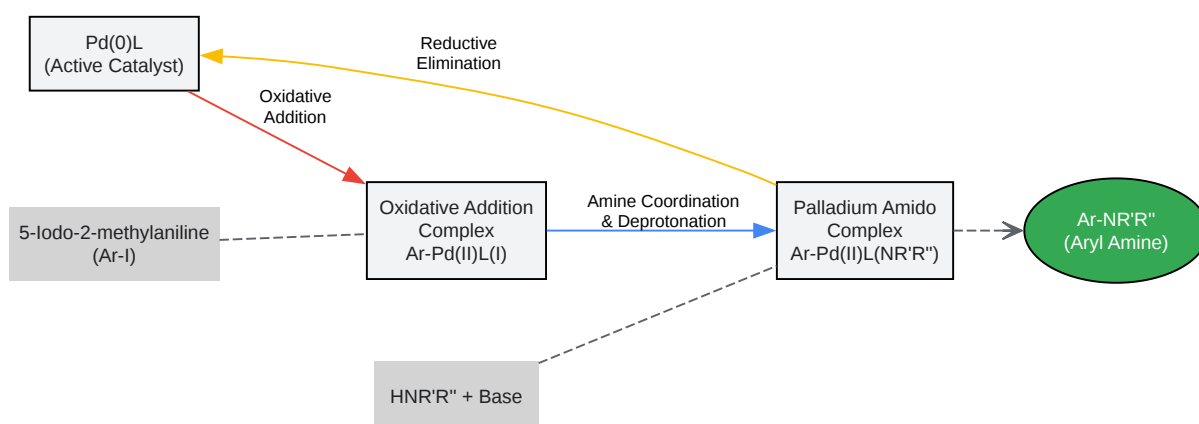 Pd(0)L
(Active Catalyst)
Reductive
Elimination
Oxidative
Addition
5-Iodo-2-methylaniline
(Ar-I)
Oxidative Addition
Complex
Ar-Pd(II)L(I)
Amine Coordination
& Deprotonation
Palladium Amido
Complex
Ar-Pd(II)L(NR'R'')
Ar-NR'R''
(Aryl Amine)
HNR'R'' + Base